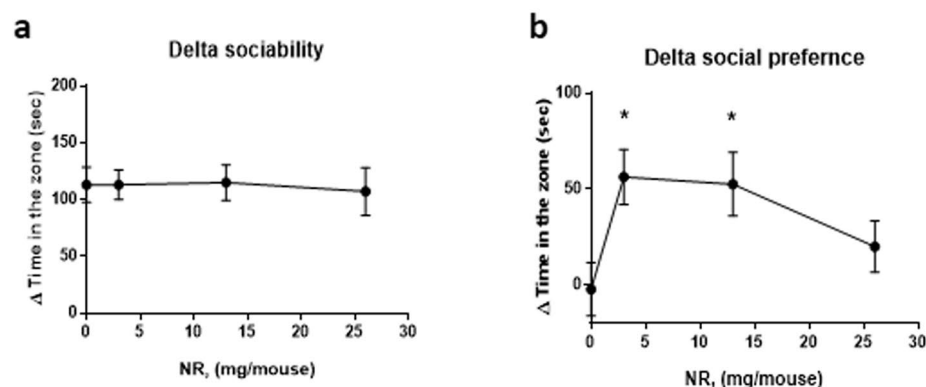 a
Delta sociability
Δ Time in the zone (sec)
200
150
100
50
0
0 5 10 15 20 25 30
NR, (mg/mouse)
b
Delta social prefernce
Δ Time in the zone (sec)
100
50
0
* *
0 5 10 15 20 25 30
NR, (mg/mouse)